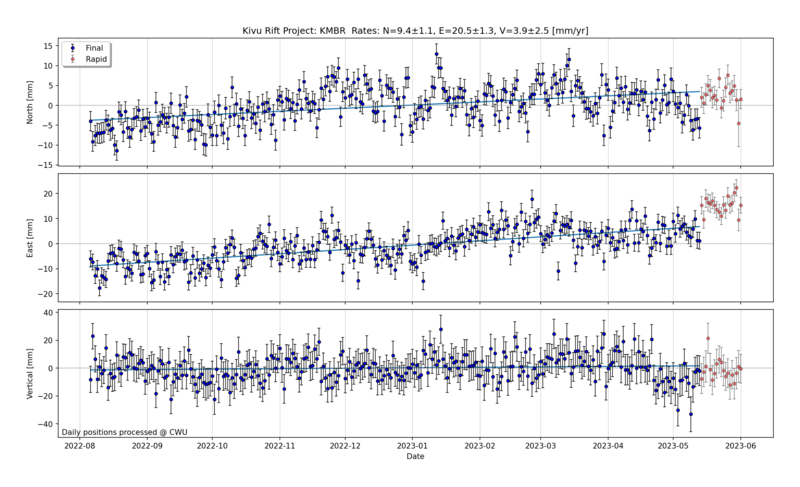 Kivu Rift Project: KMBR Rates: N=9.4±1.1, E=20.5±1.3, V=3.9±2.5 [mm/yr]
Final
Rapid
15
10
5
0
−5
−10
−15
North [mm]
20
10
0
−10
−20
East [mm]
40
20
0
−20
−40
Vertical [mm]
Daily positions processed @ CWU
2022-08 2022-09 2022-10 2022-11 2022-12 2023-01 2023-02 2023-03 2023-04 2023-05 2023-06
Date